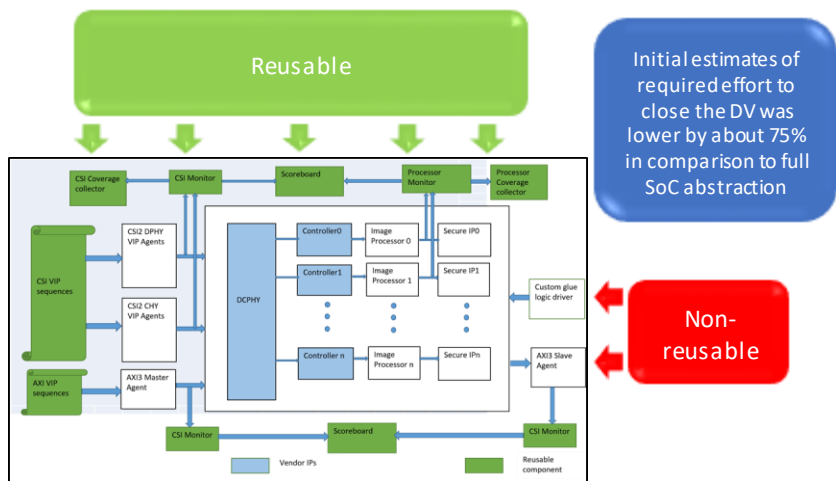 Reusable
Initial estimates of
required effort to
close the DV was
lower by about 75%
in comparison to full
SoC abstraction
CSI Coverage
collector
CSI Monitor
Scoreboard
Processor
Monitor
Processor
Coverage
collector
CSI VIP
sequences
CSI2 DPHY
VIP Agents
CSI2 CHY
VIP Agents
AXI VIP
sequences
AXI3 Master
Agent
DCPHY
Controller0
Image
Processor 0
Secure IP0
Controller1
Image
Processor 1
Secure IP1
Controller n
Image
Processor n
Secure IPn
Custom glue
logic driver
AXI3 Slave
Agent
Non-
reusable
CSI Monitor
Scoreboard
CSI Monitor
Vendor IPs
Reusable
component